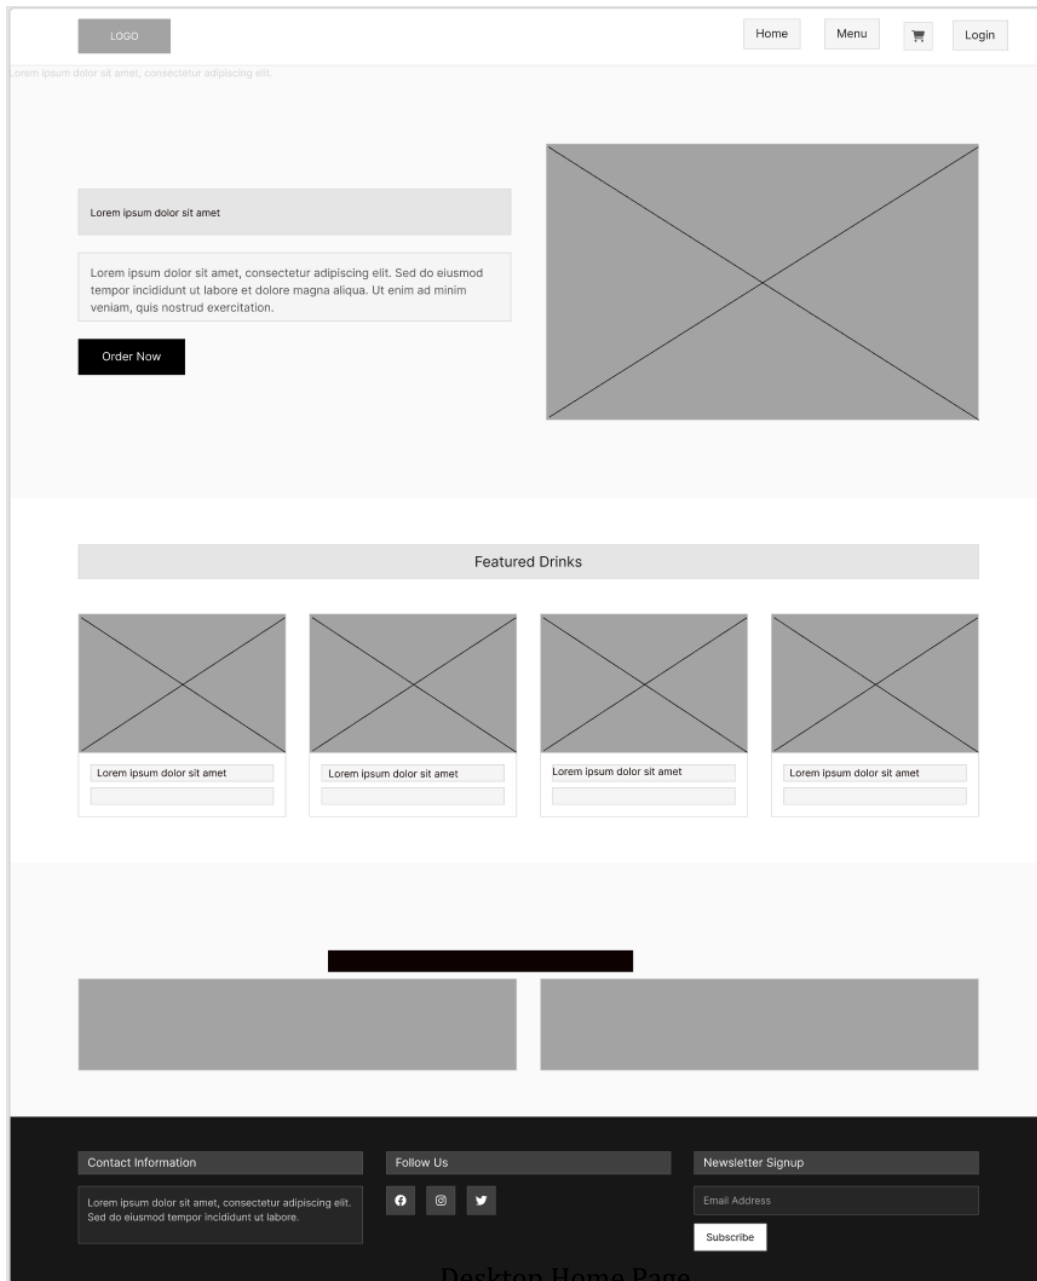 LOGO
Home
Menu
Login
Lorem ipsum dolor sit amet, consectetur adipiscing elit.
Lorem ipsum dolor sit amet
Lorem ipsum dolor sit amet, consectetur adipiscing elit. Sed do eiusmod
tempor incididunt ut labore et dolore magna aliqua. Ut enim ad minim
veniam, quis nostrud exercitation.
Order Now
Featured Drinks
Lorem ipsum dolor sit amet
Lorem ipsum dolor sit amet
Lorem ipsum dolor sit amet
Lorem ipsum dolor sit amet
Contact Information
Lorem ipsum dolor sit amet, consectetur adipiscing elit.
Sed do eiusmod tempor incididunt ut labore.
Follow Us
Newsletter Signup
Email Address
Subscribe
Desktop Home Page